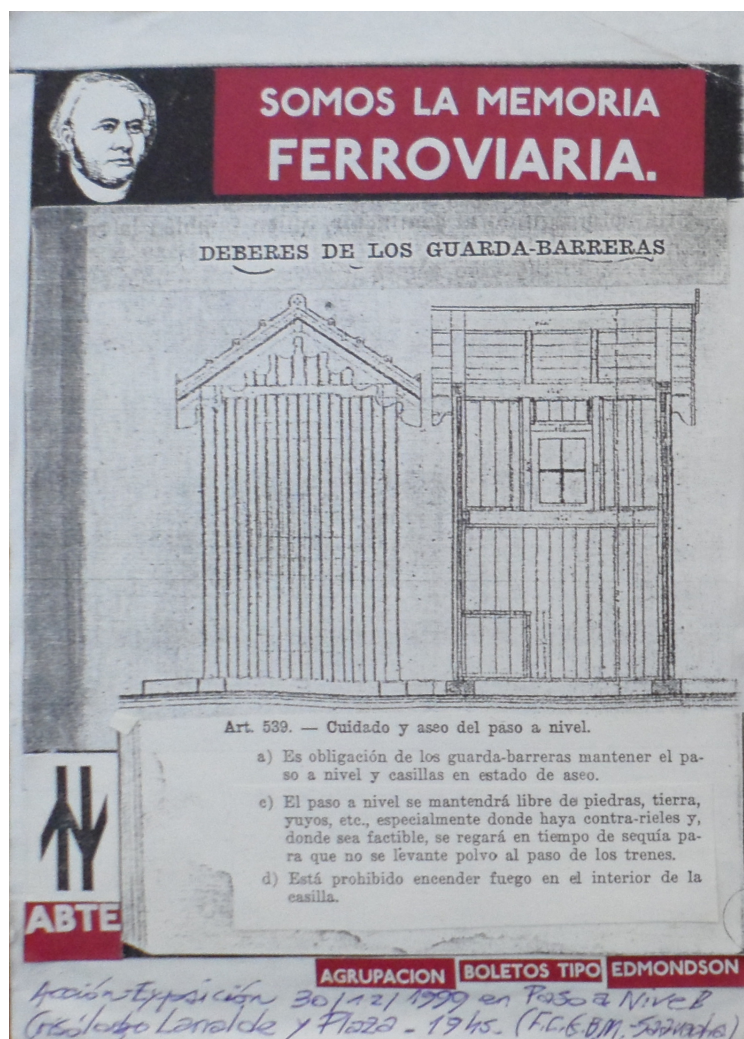 SOMOS LA MEMORIA
FERROVIARIA.
DEBERES DE LOS GUARDA-BARRERAS
Art. 539. — Cuidado y aseo del paso a nivel.
a) Es obligación de los guarda-barreras mantener el pa-
so a nivel y casillas en estado de aseo.
c) El paso a nivel se mantendrá libre de piedras, tierra,
yuyos, etc., especialmente donde haya contra-rieles y,
donde sea factible, se regará en tiempo de sequía pa-
ra que no se levante polvo al paso de los trenes.
d) Está prohibido encender fuego en el interior de la
casilla.
ABTE
AGRUPACION BOLETOS TIPO EDMONDSON
Acción-Exposición 30/12/1999 en Paso a Nivel
Crisólogo Larralde y Plaza - 19hs. (F.C.G.B.M.-Saavedra)